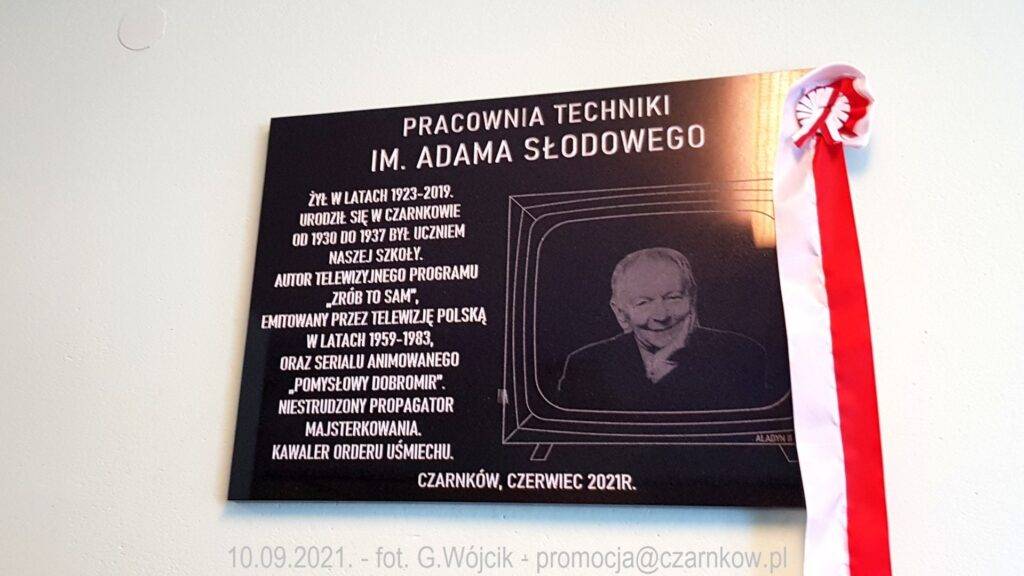 PRACOWNIA TECHNIKI
IM. ADAMA SŁODOWEGO
ŻYŁ W LATACH 1923-2019.
URODZIŁ SIĘ W CZARNKOWIE
OD 1930 DO 1937 BYŁ UCZNIEM
NASZEJ SZKOŁY.
AUTOR TELEWIZYJNEGO PROGRAMU
„ZRÓB TO SAM”,
EMITOWANY PRZEZ TELEWIZJĘ POLSKĄ
W LATACH 1959-1983,
ORAZ SERIALU ANIMOWANEGO
„POMYSŁOWY DOBROMIR”.
NIESTRUDZONY PROPAGATOR
MAJSTERKOWANIA.
KAWALER ORDERU UŚMIECHU.
ALADYN II
CZARNKÓW, CZERWIEC 2021R.
10.09.2021. - fot. G.Wójcik - promocja@czarnkow.pl